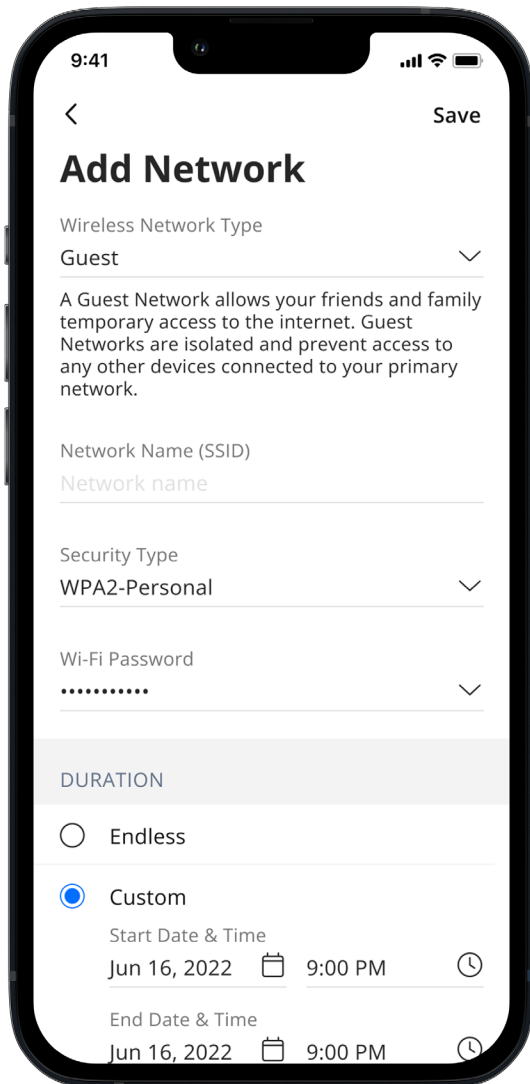 9:41
Save
Add Network
Wireless Network Type
Guest
A Guest Network allows your friends and family
temporary access to the internet. Guest
Networks are isolated and prevent access to
any other devices connected to your primary
network.
Network Name (SSID)
Network name
Security Type
WPA2-Personal
Wi-Fi Password
•••••••••••
DURATION
Endless
Custom
Start Date & Time
Jun 16, 2022 9:00 PM
End Date & Time
Jun 16, 2022 9:00 PM